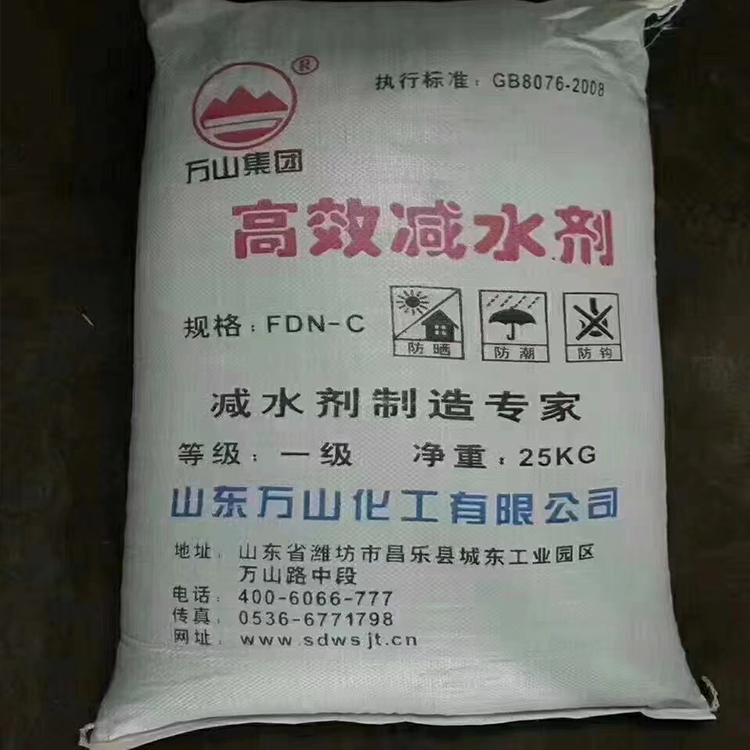 ®
执行标准：GB8076-2008
万山集团
高效减水剂
规格：FDN-C
防晒
防潮
防钩
减水剂制造专家
等级：一级 净重：25KG
山东万山化工有限公司
地址：山东省潍坊市昌乐县城东工业园区
万山路中段
电话：400-6066-777
传真：0536-6771798
网址：www.sdwsjt.cn